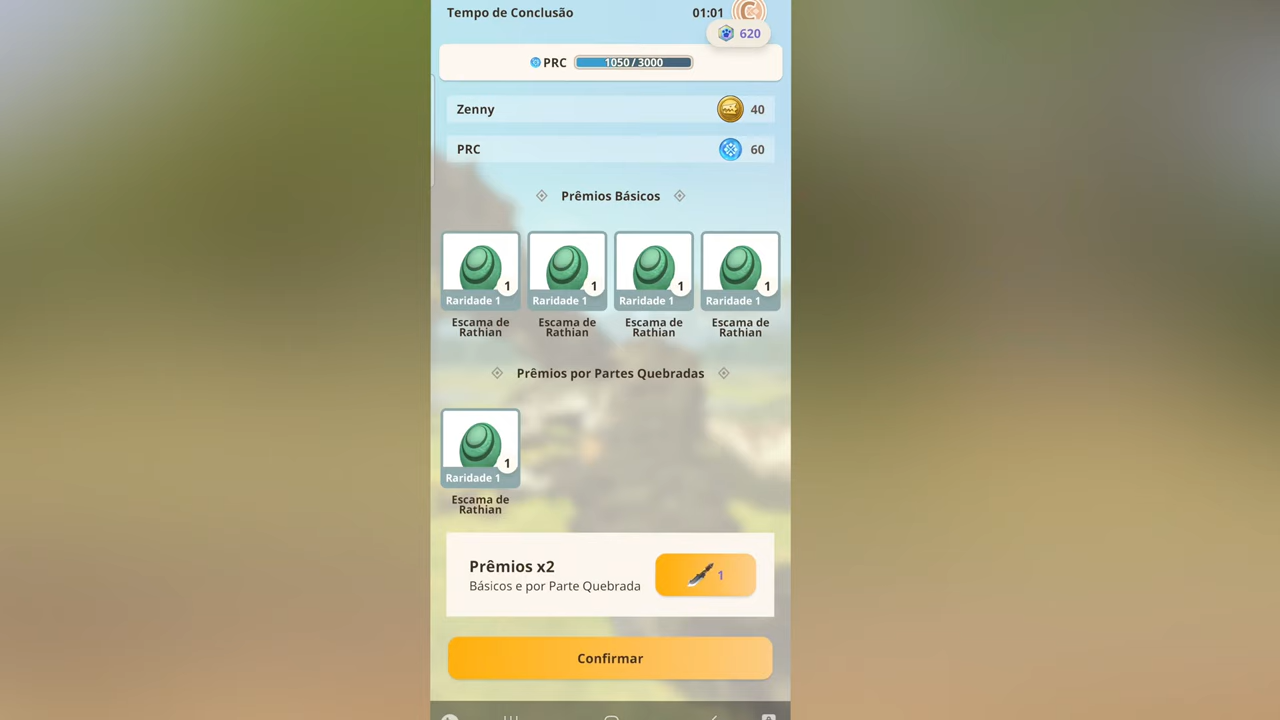 Tempo de Conclusão 01:01 C
620
PRC 1050 / 3000
Zenny 40
PRC 60
Prêmios Básicos
1 1 1 1
Raridade 1 Raridade 1 Raridade 1 Raridade 1
Escama de Escama de Escama de Escama de
Rathian Rathian Rathian Rathian
Prêmios por Partes Quebradas
1
Raridade 1
Escama de
Rathian
Prêmios x2
Básicos e por Parte Quebrada 1
Confirmar